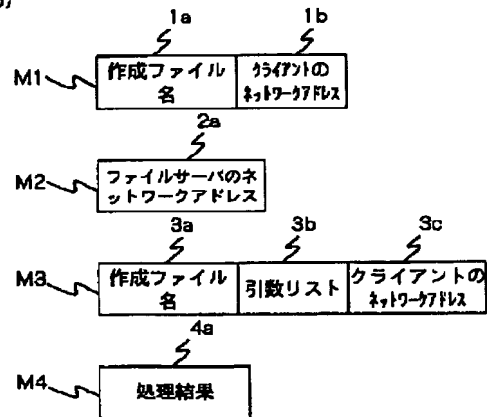 1a 1b
M1 作成ファイル名 クライアントのネットワークアドレス
2a
M2 ファイルサーバのネットワークアドレス
3a 3b 3c
M3 作成ファイル名 引数リスト クライアントのネットワークアドレス
4a
M4 処理結果